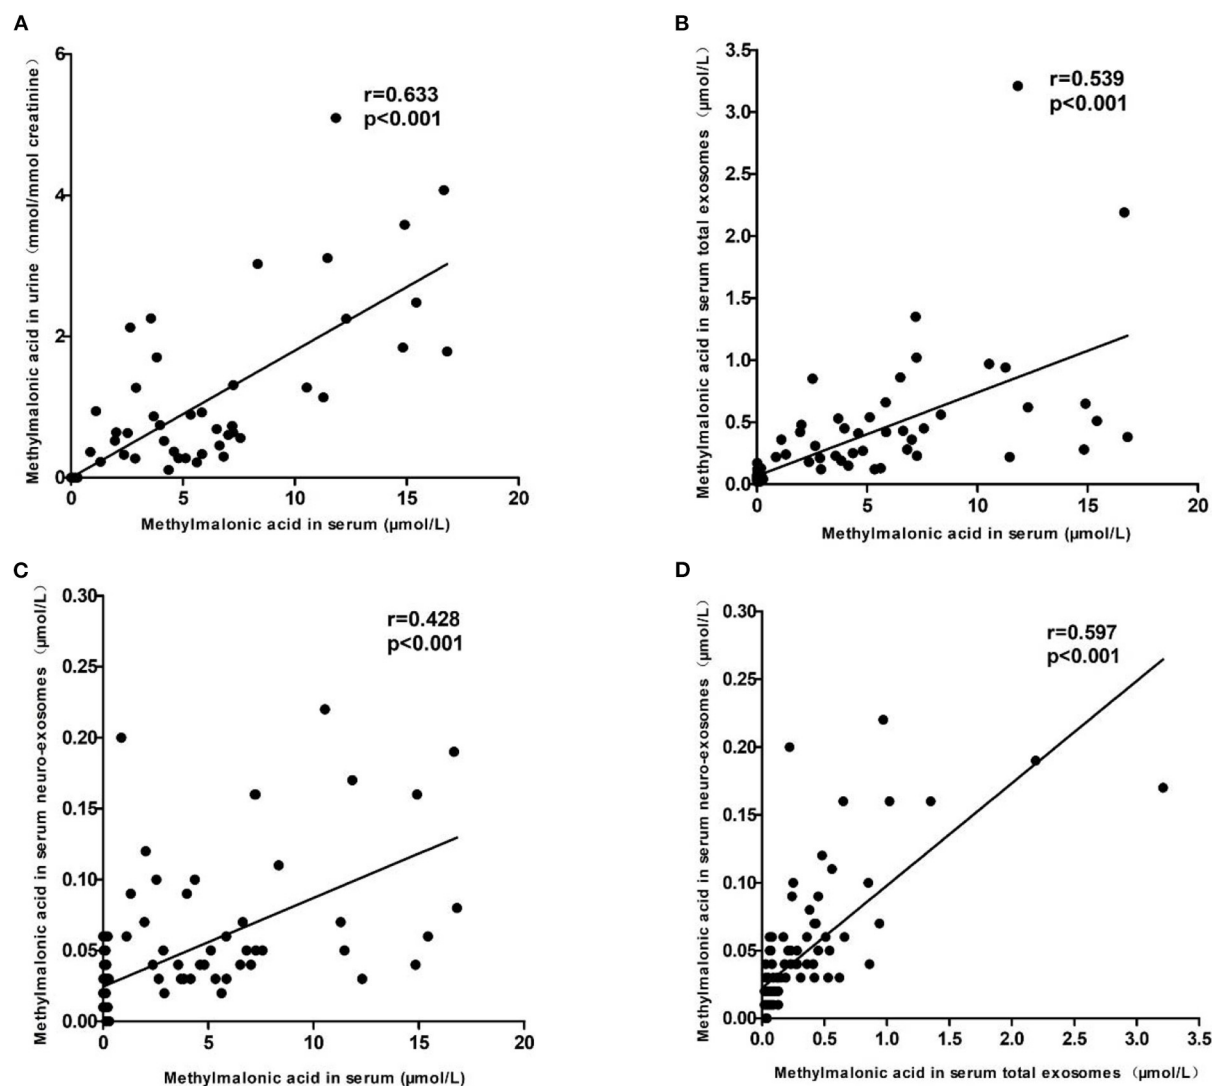 A
Methylmalonic acid in urine（mmol/mmol creatinine）
6
4
2
0
r=0.633
p<0.001
0 5 10 15 20
Methylmalonic acid in serum (μmol/L)
B
Methylmalonic acid in serum total exosomes（μmol/L）
3.5
3.0
2.5
2.0
1.5
1.0
0.5
0.0
r=0.539
p<0.001
0 5 10 15 20
Methylmalonic acid in serum (μmol/L)
C
Methylmalonic acid in serum neuro-exosomes（μmol/L）
0.30
0.25
0.20
0.15
0.10
0.05
0.00
r=0.428
p<0.001
0 5 10 15 20
Methylmalonic acid in serum (μmol/L)
D
Methylmalonic acid in serum neuro-exosomes（μmol/L）
0.30
0.25
0.20
0.15
0.10
0.05
0.00
r=0.597
p<0.001
0.0 0.5 1.0 1.5 2.0 2.5 3.0 3.5
Methylmalonic acid in serum total exosomes （μmol/L）